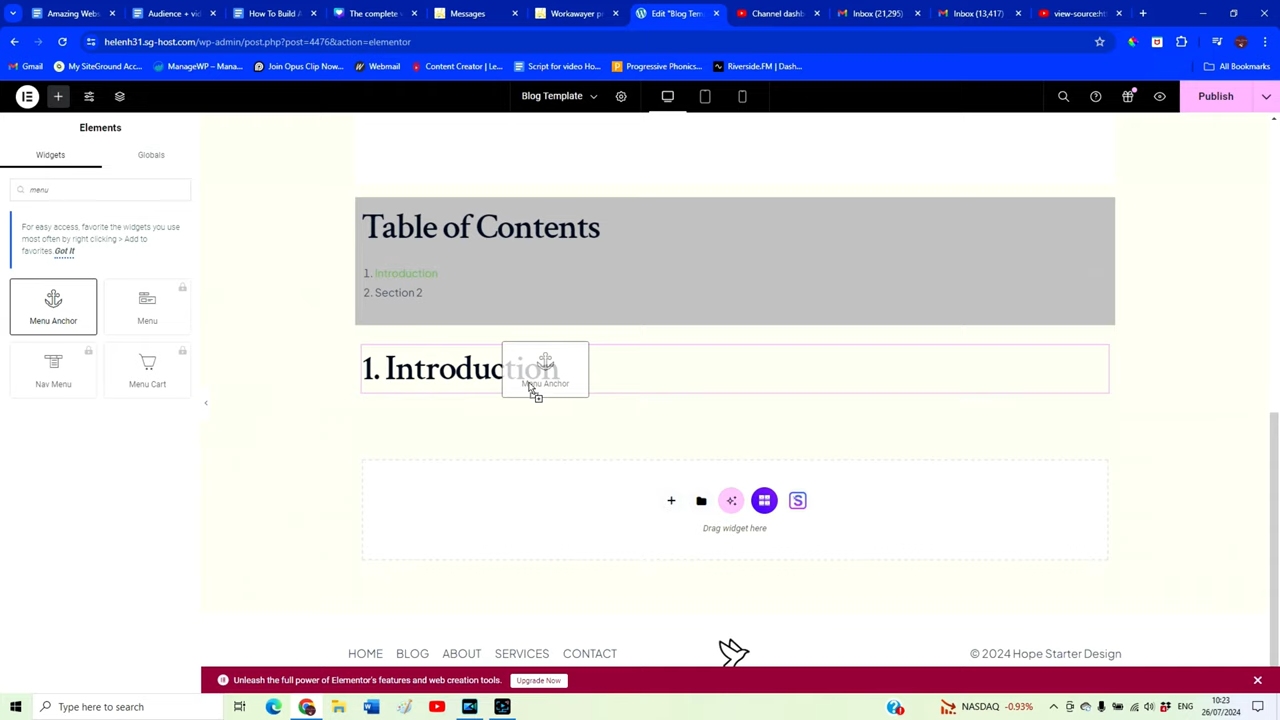 Amazing Webs
Audience + vid
How To Build A
The complete v
Messages
Workawayer p
Edit "Blog Tem
Channel dashb
Inbox (21,295)
Inbox (13,417)
view-source:ht
helenh31.sg-host.com/wp-admin/post.php?post=4476&action=elementor
Gmail
My SiteGround Acc...
ManageWP – Mana...
Join Opus Clip Now...
Webmail
Content Creator | Le...
Script for video Ho...
Progressive Phonics...
Riverside.FM | Dash...
All Bookmarks
Blog Template
Publish
Elements
Widgets
Globals
menu
For easy access, favorite the widgets you use
most often by right clicking > Add to
favorites. Got It
Menu Anchor
Menu
Nav Menu
Menu Cart
Table of Contents
1. Introduction
2. Section 2
1. Introduction
Menu Anchor
S
Drag widget here
HOME BLOG ABOUT SERVICES CONTACT
© 2024 Hope Starter Design
Unleash the full power of Elementor's features and web creation tools.
Upgrade Now
Type here to search
NASDAQ -0.93%
ENG
10:23
26/07/2024